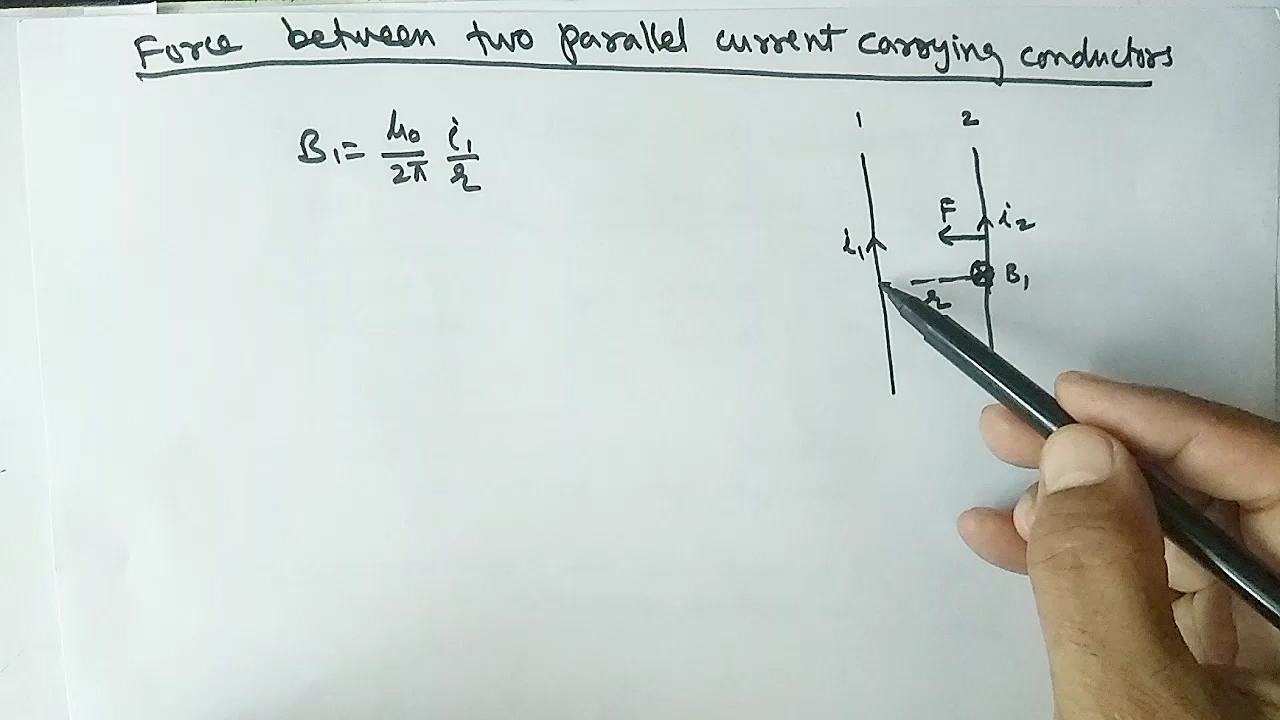 Force between two parallel current carrying conductors
B₁ = μ₀/2π i₁/r
1 2
F i₂
i₁
B₁
r